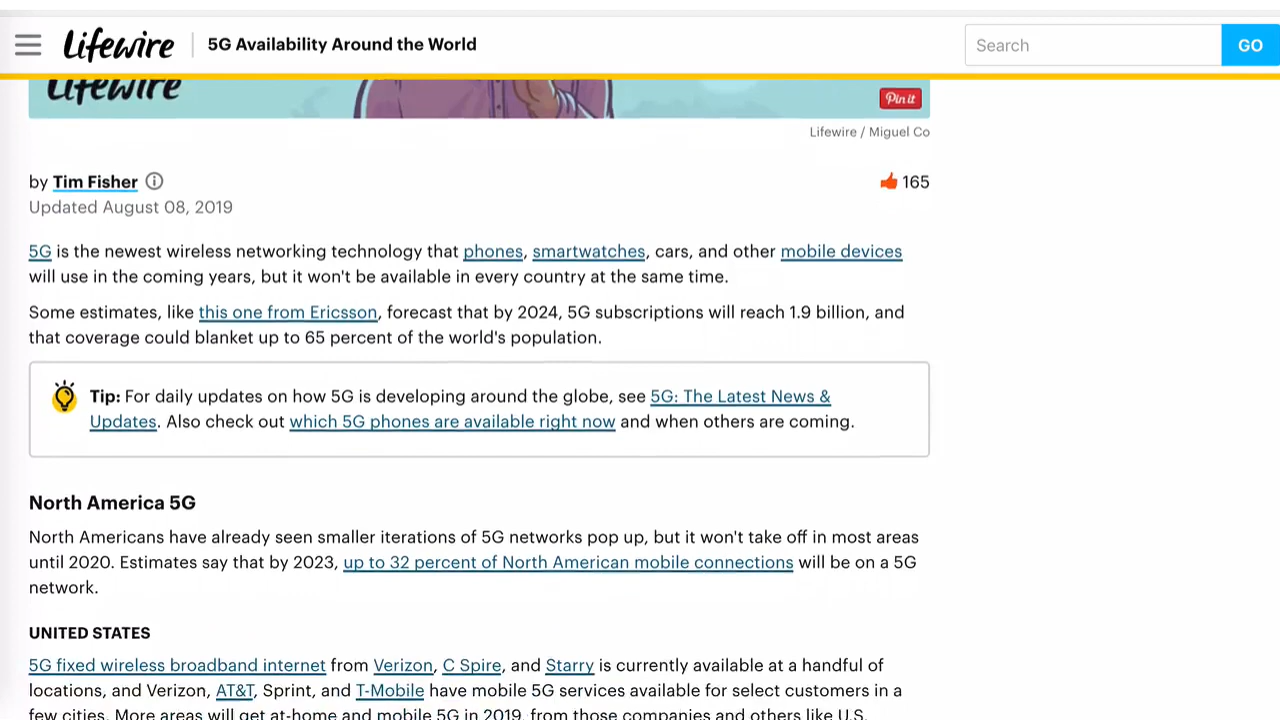 Lifewire
5G Availability Around the World
Search
GO
Lifewire
Pin it
Lifewire / Miguel Co
by Tim Fisher
165
Updated August 08, 2019
5G is the newest wireless networking technology that phones, smartwatches, cars, and other mobile devices
will use in the coming years, but it won't be available in every country at the same time.
Some estimates, like this one from Ericsson, forecast that by 2024, 5G subscriptions will reach 1.9 billion, and
that coverage could blanket up to 65 percent of the world's population.
Tip: For daily updates on how 5G is developing around the globe, see 5G: The Latest News &
Updates. Also check out which 5G phones are available right now and when others are coming.
North America 5G
North Americans have already seen smaller iterations of 5G networks pop up, but it won't take off in most areas
until 2020. Estimates say that by 2023, up to 32 percent of North American mobile connections will be on a 5G
network.
UNITED STATES
5G fixed wireless broadband internet from Verizon, C Spire, and Starry is currently available at a handful of
locations, and Verizon, AT&T, Sprint, and T-Mobile have mobile 5G services available for select customers in a
few cities. More areas will get at-home and mobile 5G in 2019, from those companies and others like U.S.